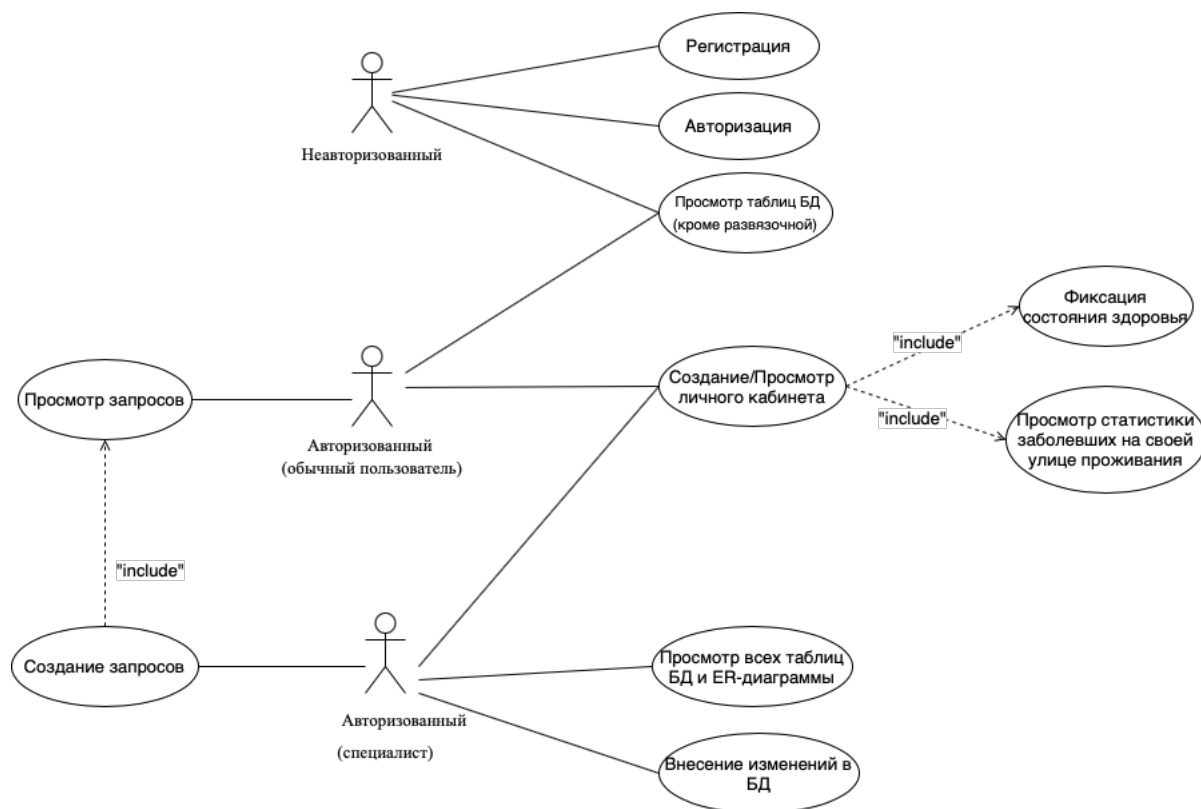 Регистрация
Авторизация
Неавторизованный
Просмотр таблиц БД
(кроме развязочной)
Фиксация
состояния здоровья
"include"
Просмотр запросов
Создание/Просмотр
личного кабинета
"include"
Просмотр статистики
заболевших на своей
улице проживания
Авторизованный
(обычный пользователь)
"include"
Создание запросов
Просмотр всех таблиц
БД и ER-диаграммы
Авторизованный
(специалист)
Внесение изменений в
БД